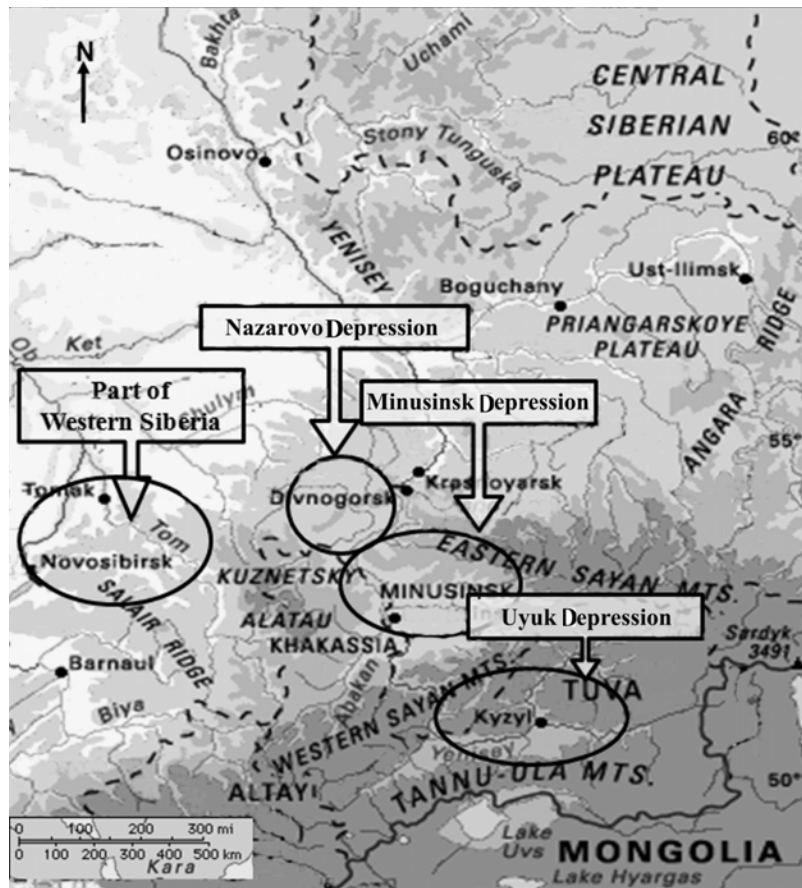 N
Bakhta
Uchami
CENTRAL
SIBERIAN
PLATEAU
60°
Osinovo
Stony Tunguska
YENISEY
Boguchany
Ust-Ilimsk
PRIANGARSKOYE
PLATEAU
RIDGE
ANGARA
Nazarovo Depression
Ob
Ket
Part of
Western Siberia
Chulym
Minusinsk Depression
55°
Tomsk
Tom
Divnogorsk
Krasnoyarsk
Novosibirsk
EASTERN SAYAN MTS.
KUZNETSKY
ALATAU
MINUSINSK
SALAIR RIDGE
KHAKASSIA
Uyuk Depression
Sardyk
3491
Barnaul
Biya
Abakan
WESTERN SAYAN MTS.
TUVA
Kyzyl
Yenisey
TANNU-OLA MTS.
ALTAYI
50°
0 100 200 300 mi
0 100 200 300 400 500 km
Kara
Lake
Uvs
MONGOLIA
Lake Hyargas